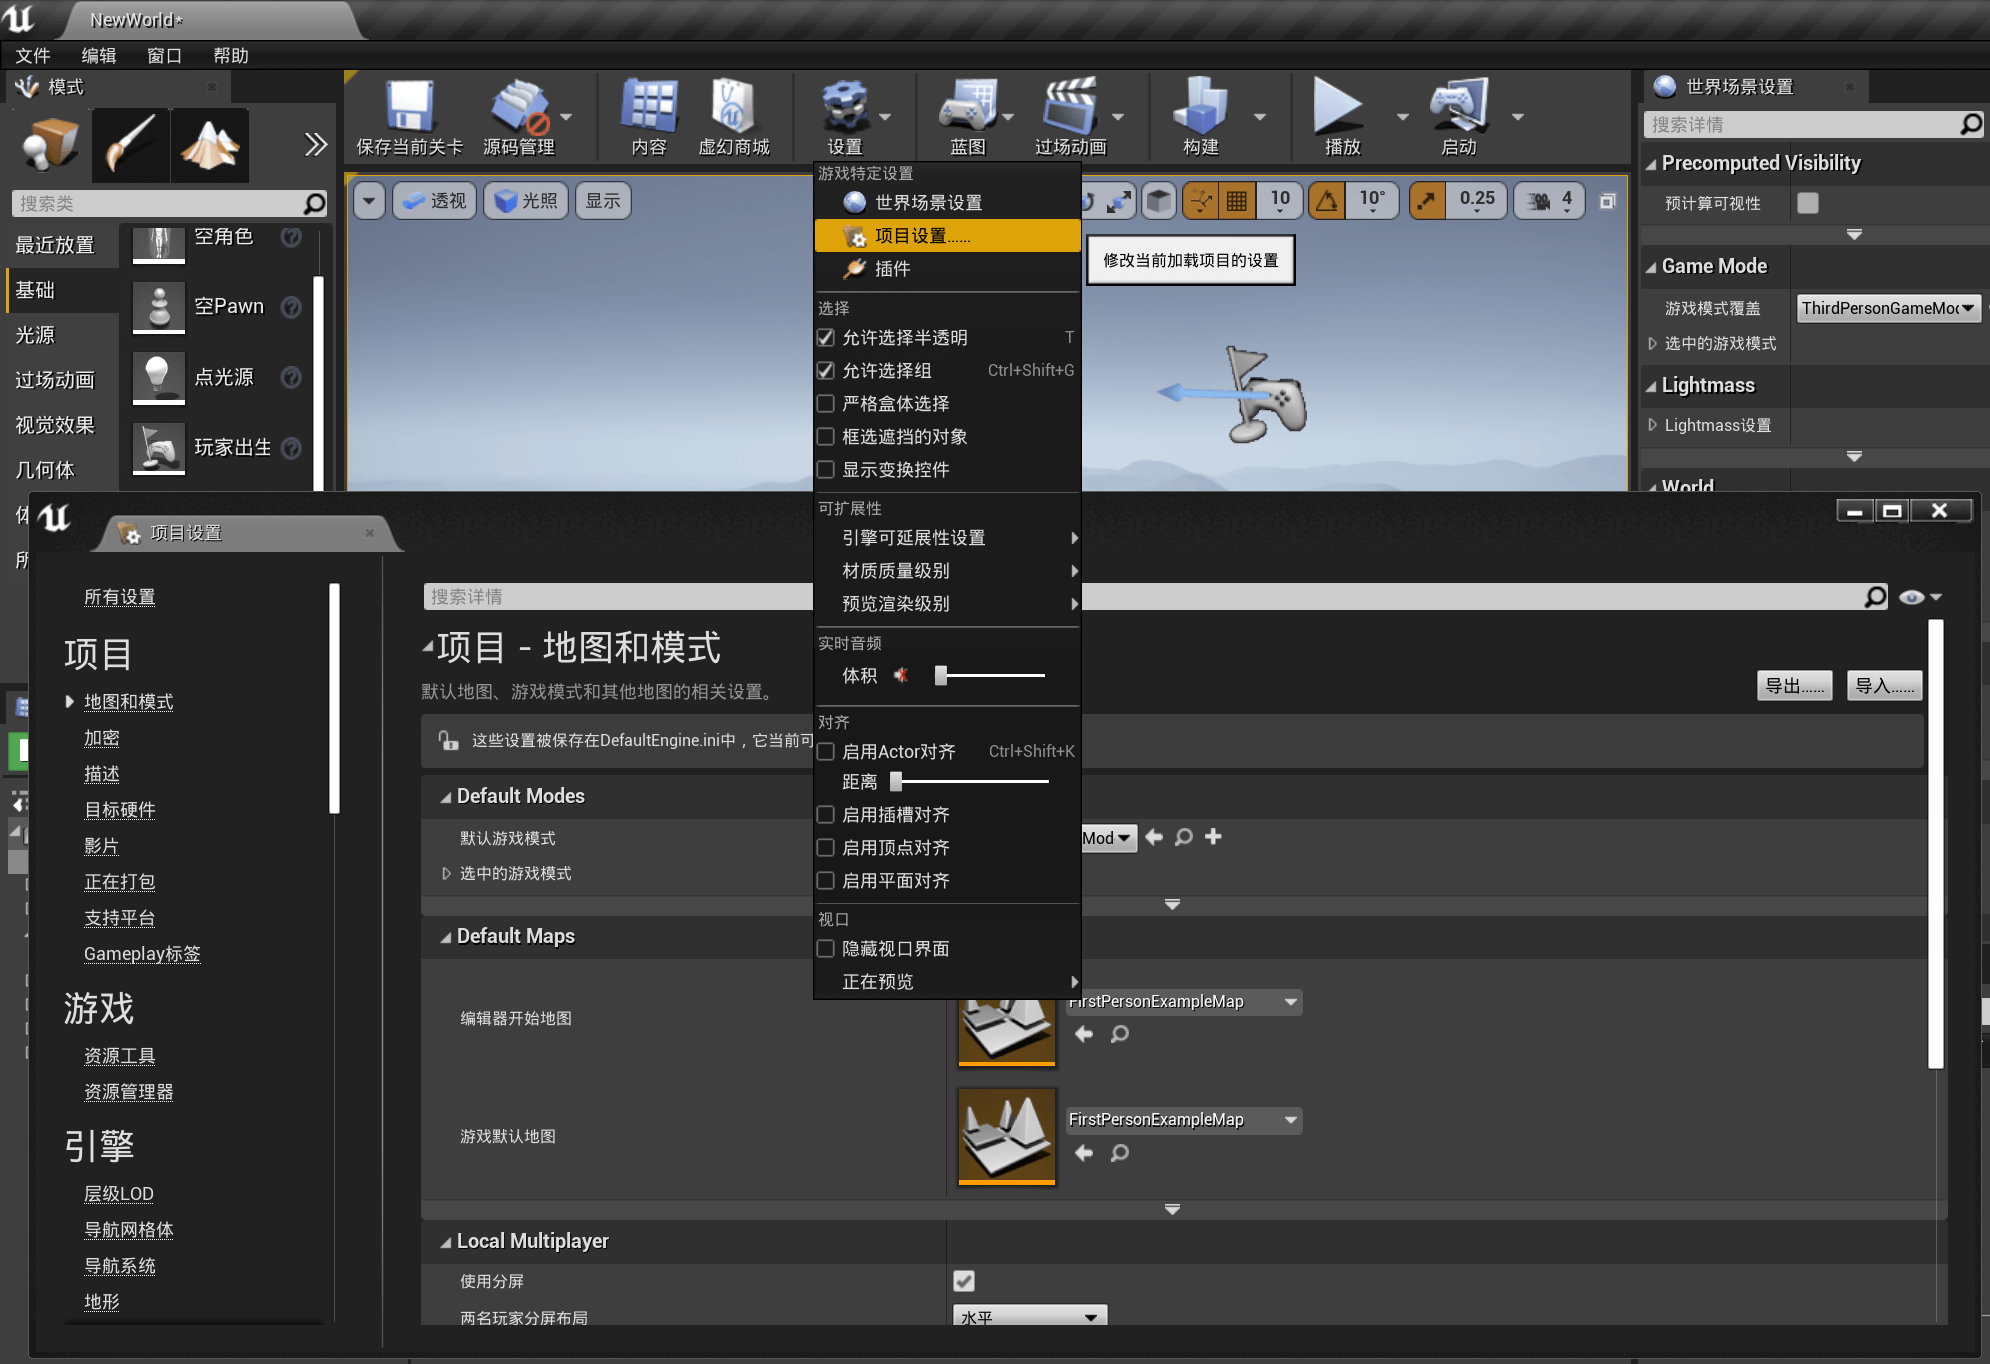 NewWorld*
文件 编辑 窗口 帮助
模式
保存当前关卡 源码管理 内容 虚幻商城 设置 蓝图 过场动画 构建 播放 启动
搜索类
最近放置
基础
光源
过场动画
视觉效果
几何体
空角色
空Pawn
点光源
玩家出生
透视 光照 显示
10 10° 0.25 4
游戏特定设置
世界场景设置
项目设置......
插件
修改当前加载项目的设置
选择
允许选择半透明 T
允许选择组 Ctrl+Shift+G
严格盒体选择
框选遮挡的对象
显示变换控件
可扩展性
引擎可延展性设置
材质质量级别
预览渲染级别
实时音频
体积
对齐
启用Actor对齐 Ctrl+Shift+K
距离
启用插槽对齐
启用顶点对齐
启用平面对齐
视口
隐藏视口界面
正在预览
世界场景设置
搜索详情
Precomputed Visibility
预计算可视性
Game Mode
游戏模式覆盖 ThirdPersonGameMod
选中的游戏模式
Lightmass
Lightmass设置
World
项目设置
所有设置
项目
地图和模式
加密
描述
目标硬件
影片
正在打包
支持平台
Gameplay标签
游戏
资源工具
资源管理器
引擎
层级LOD
导航网格体
导航系统
地形
搜索详情
项目 - 地图和模式
默认地图、游戏模式和其他地图的相关设置。
导出...... 导入......
这些设置被保存在DefaultEngine.ini中，它当前可
Default Modes
默认游戏模式 Mod
选中的游戏模式
Default Maps
编辑器开始地图 FirstPersonExampleMap
游戏默认地图 FirstPersonExampleMap
Local Multiplayer
使用分屏
两名玩家分屏布局 水平